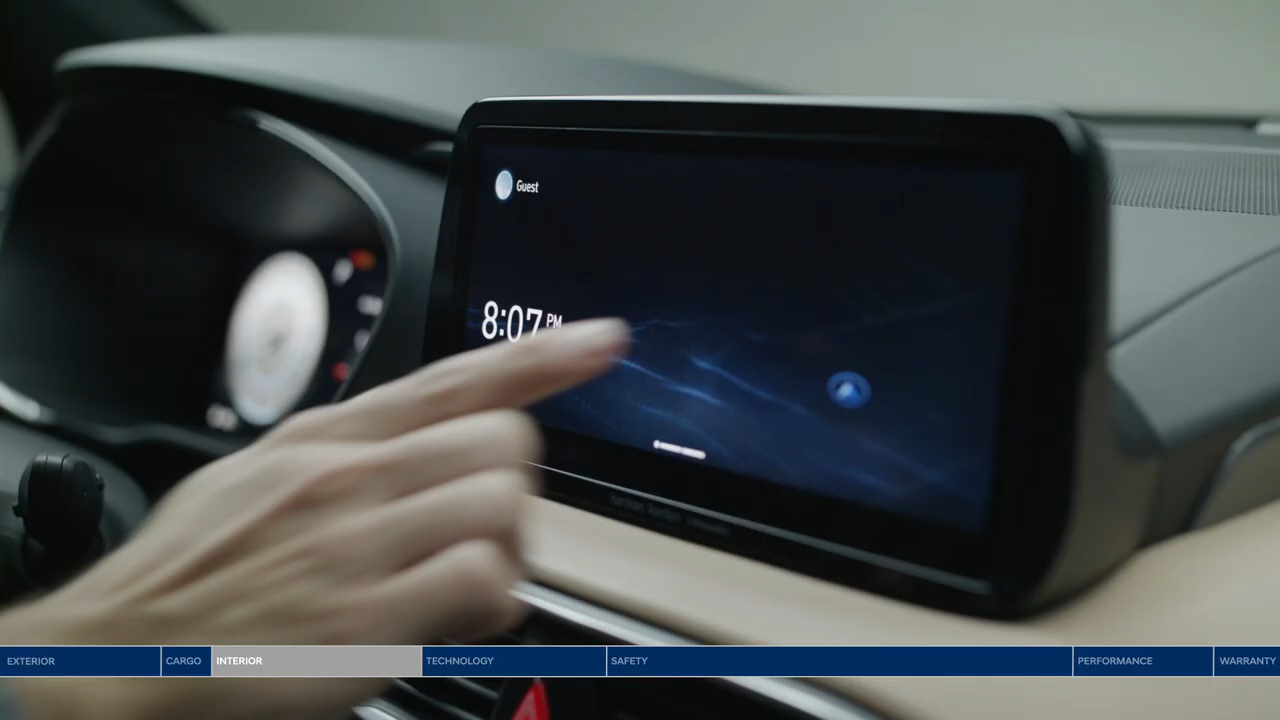 Guest
8:07 PM
EXTERIOR
CARGO
INTERIOR
TECHNOLOGY
SAFETY
PERFORMANCE
WARRANTY